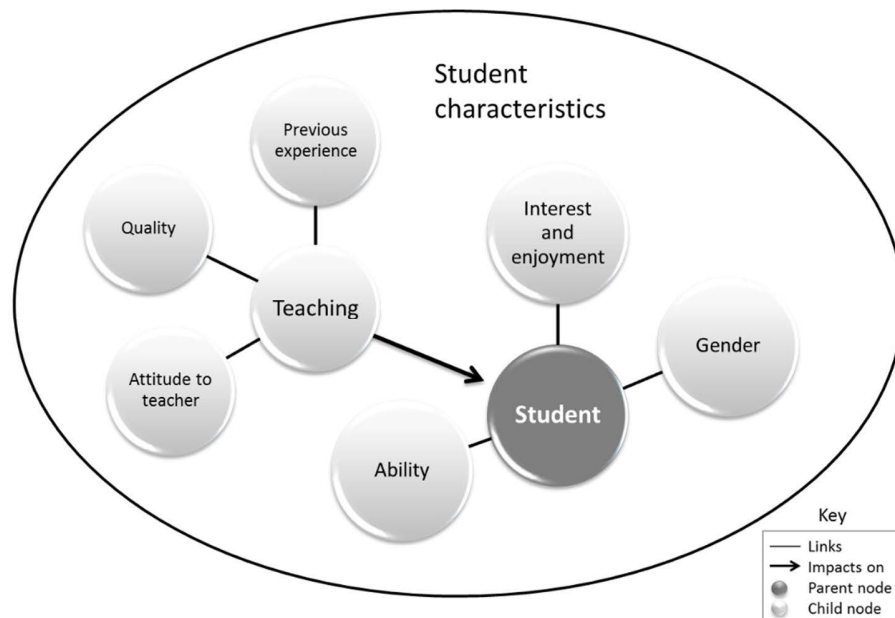 Student
characteristics
Previous
experience
Quality
Interest
and
enjoyment
Teaching
Gender
Attitude to
teacher
Student
Ability
Key
Links
Impacts on
Parent node
Child node